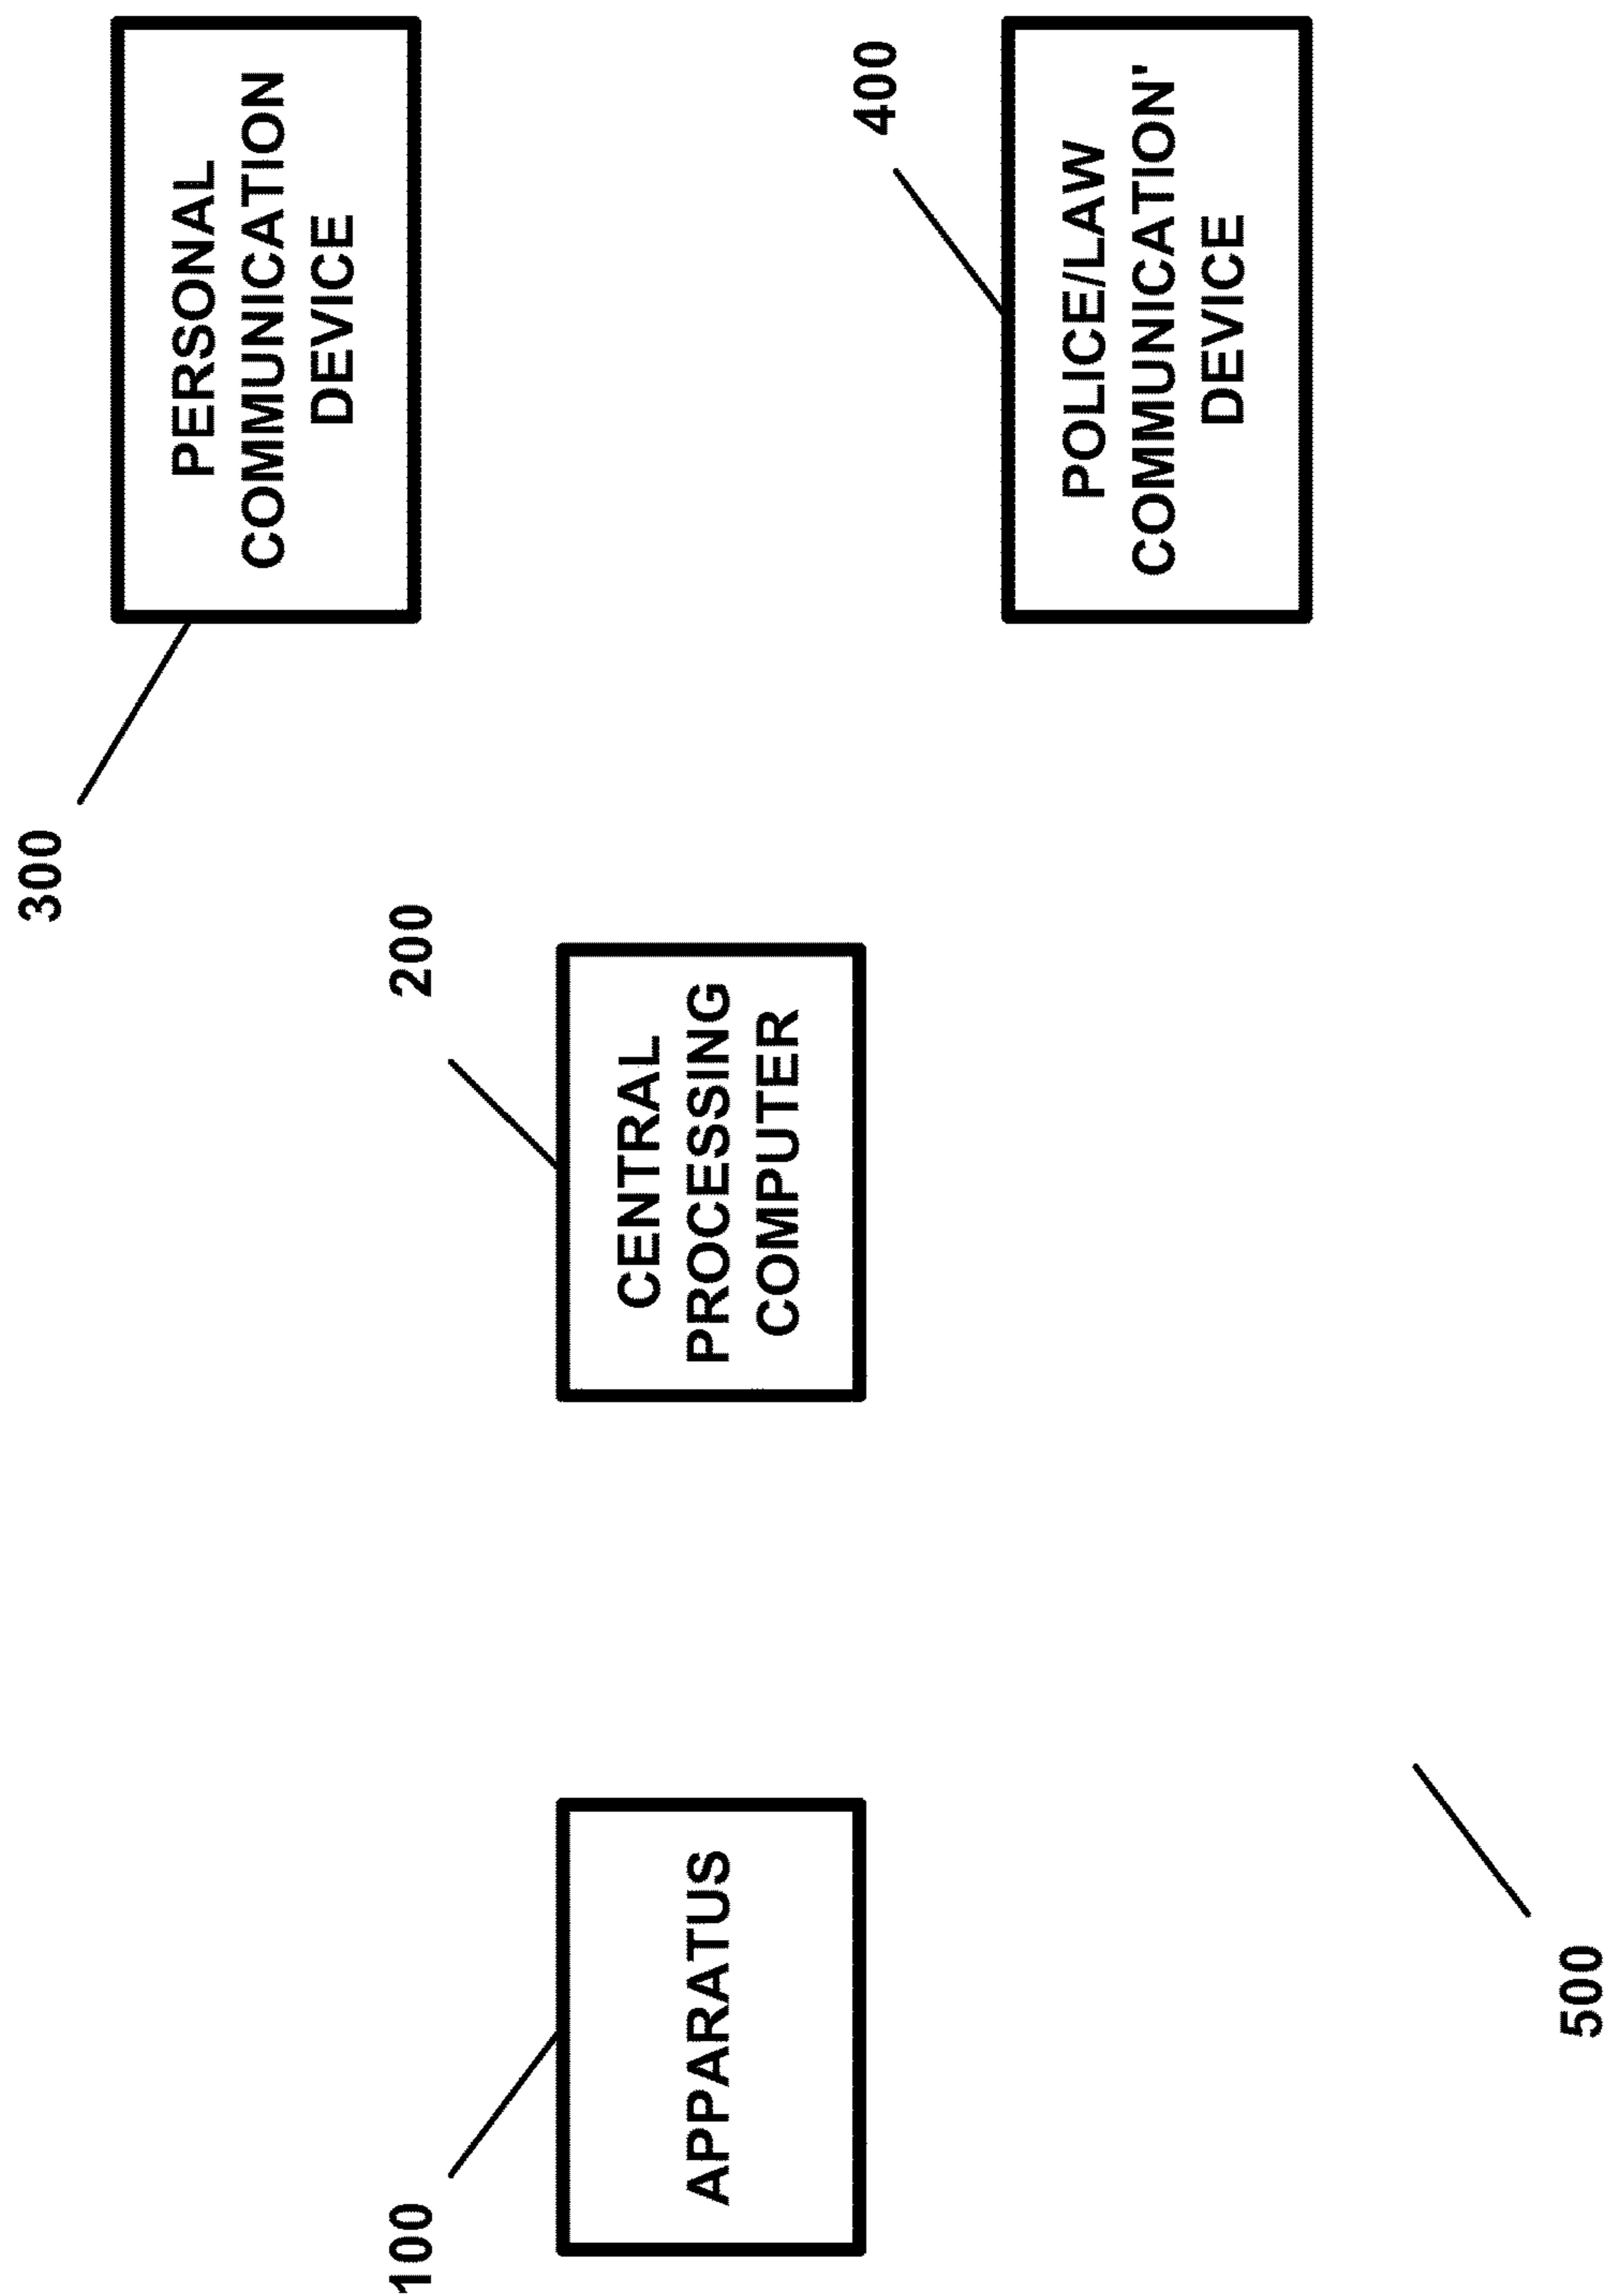 100
APPARATUS
200
CENTRAL
PROCESSING
COMPUTER
300
PERSONAL
COMMUNICATION
DEVICE
400
POLICE/LAW
COMMUNICATION'
DEVICE
500